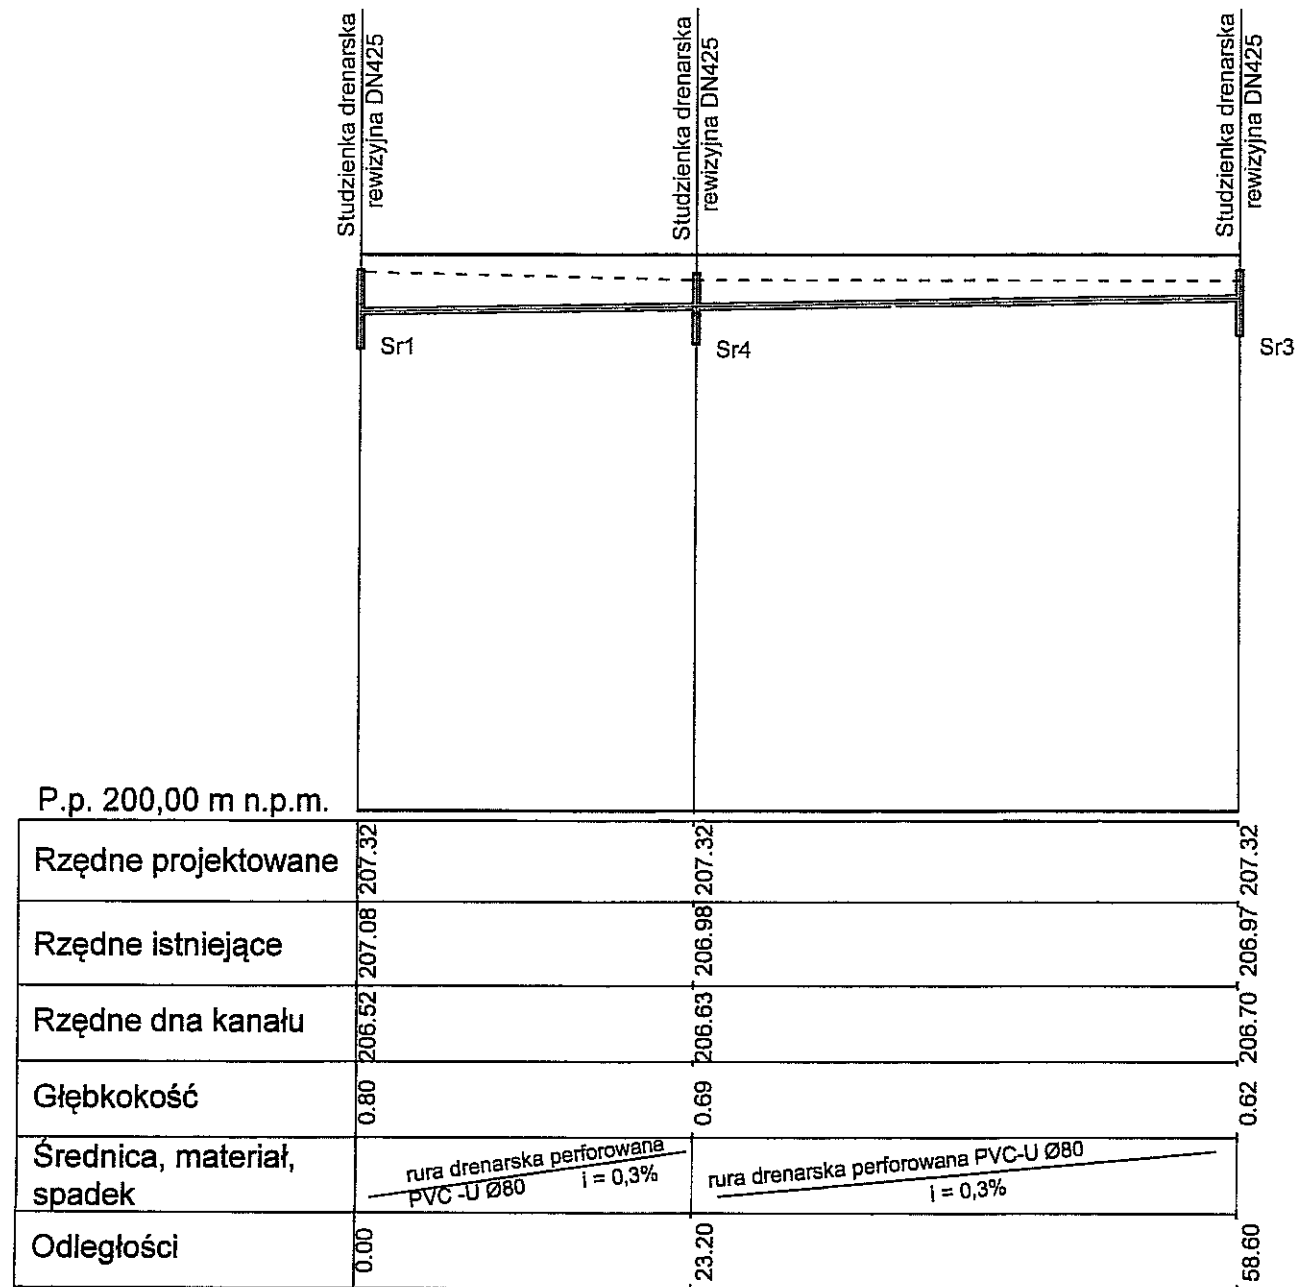 Studzienka drenarska
rewizyjna DN425
Studzienka drenarska
rewizyjna DN425
Studzienka drenarska
rewizyjna DN425
Sr1
Sr4
Sr3
P.p. 200,00 m n.p.m.
Rzędne projektowane
207.32
207.32
207.32
Rzędne istniejące
207.08
206.98
206.97
Rzędne dna kanału
206.52
206.63
206.70
Głębkokość
0.80
0.69
0.62
Średnica, materiał,
spadek
rura drenarska perforowana
PVC -U Ø80 i = 0,3%
rura drenarska perforowana PVC-U Ø80
i = 0,3%
Odległości
0.00
23.20
58.60